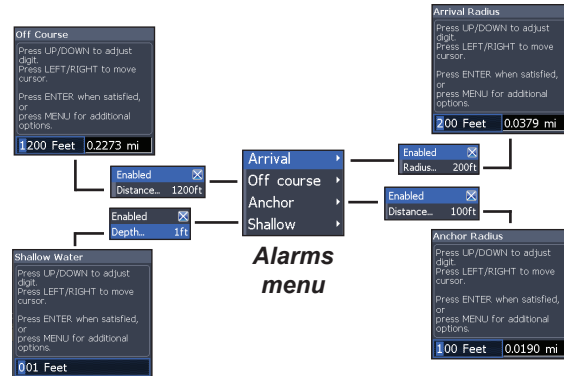 Off Course
Press UP/DOWN to adjust
digit.
Press LEFT/RIGHT to move
cursor.
Press ENTER when satisfied,
or
press MENU for additional
options.
1200 Feet 0.2273 mi
Enabled
Distance... 1200ft
Enabled
Depth... 1ft
Shallow Water
Press UP/DOWN to adjust
digit.
Press LEFT/RIGHT to move
cursor.
Press ENTER when satisfied,
or
press MENU for additional
options.
001 Feet
Arrival
Off course
Anchor
Shallow
Alarms
menu
Arrival Radius
Press UP/DOWN to adjust
digit.
Press LEFT/RIGHT to move
cursor.
Press ENTER when satisfied,
or
press MENU for additional
options.
200 Feet 0.0379 mi
Enabled
Radius... 200ft
Enabled
Distance... 100ft
Anchor Radius
Press UP/DOWN to adjust
digit.
Press LEFT/RIGHT to move
cursor.
Press ENTER when satisfied,
or
press MENU for additional
options.
100 Feet 0.0190 mi